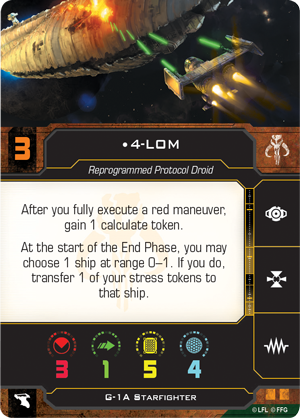 3
•4-LOM
Reprogrammed Protocol Droid
After you fully execute a red maneuver,
gain 1 calculate token.
At the start of the End Phase, you may
choose 1 ship at range 0–1. If you do,
transfer 1 of your stress tokens to
that ship.
3 1 5 4
G-1A Starfighter
© LFL © FFG